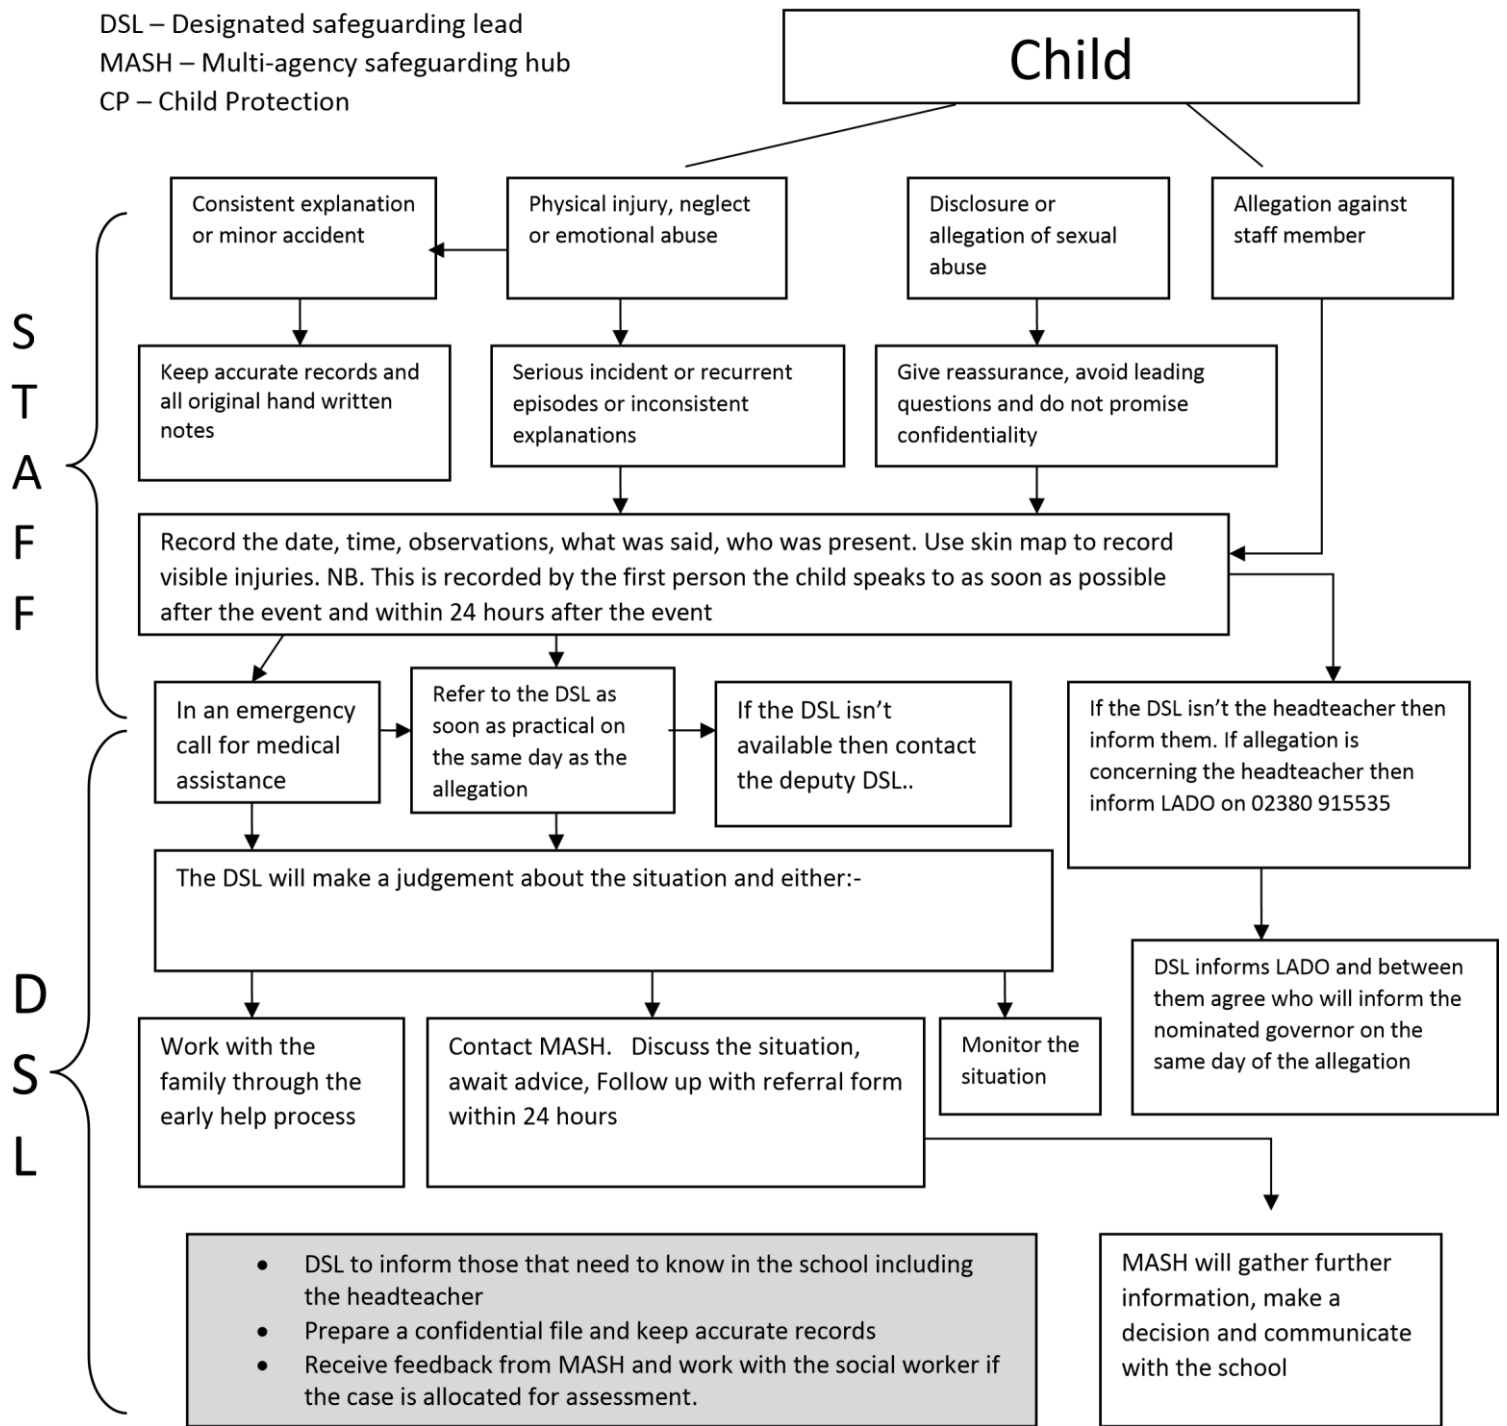 DSL – Designated safeguarding lead
MASH – Multi-agency safeguarding hub
CP – Child Protection
Child
STAFF
Consistent explanation
or minor accident
Physical injury, neglect
or emotional abuse
Disclosure or
allegation of sexual
abuse
Allegation against
staff member
Keep accurate records and
all original hand written
notes
Serious incident or recurrent
episodes or inconsistent
explanations
Give reassurance, avoid leading
questions and do not promise
confidentiality
Record the date, time, observations, what was said, who was present. Use skin map to record
visible injuries. NB. This is recorded by the first person the child speaks to as soon as possible
after the event and within 24 hours after the event
In an emergency
call for medical
assistance
Refer to the DSL as
soon as practical on
the same day as the
allegation
If the DSL isn’t
available then contact
the deputy DSL..
If the DSL isn’t the headteacher then
inform them. If allegation is
concerning the headteacher then
inform LADO on 02380 915535
DSL
The DSL will make a judgement about the situation and either:-
DSL informs LADO and between
them agree who will inform the
nominated governor on the
same day of the allegation
Work with the
family through the
early help process
Contact MASH.   Discuss the situation,
await advice, Follow up with referral form
within 24 hours
Monitor the
situation
• DSL to inform those that need to know in the school including
the headteacher
• Prepare a confidential file and keep accurate records
• Receive feedback from MASH and work with the social worker if
the case is allocated for assessment.
MASH will gather further
information, make a
decision and communicate
with the school